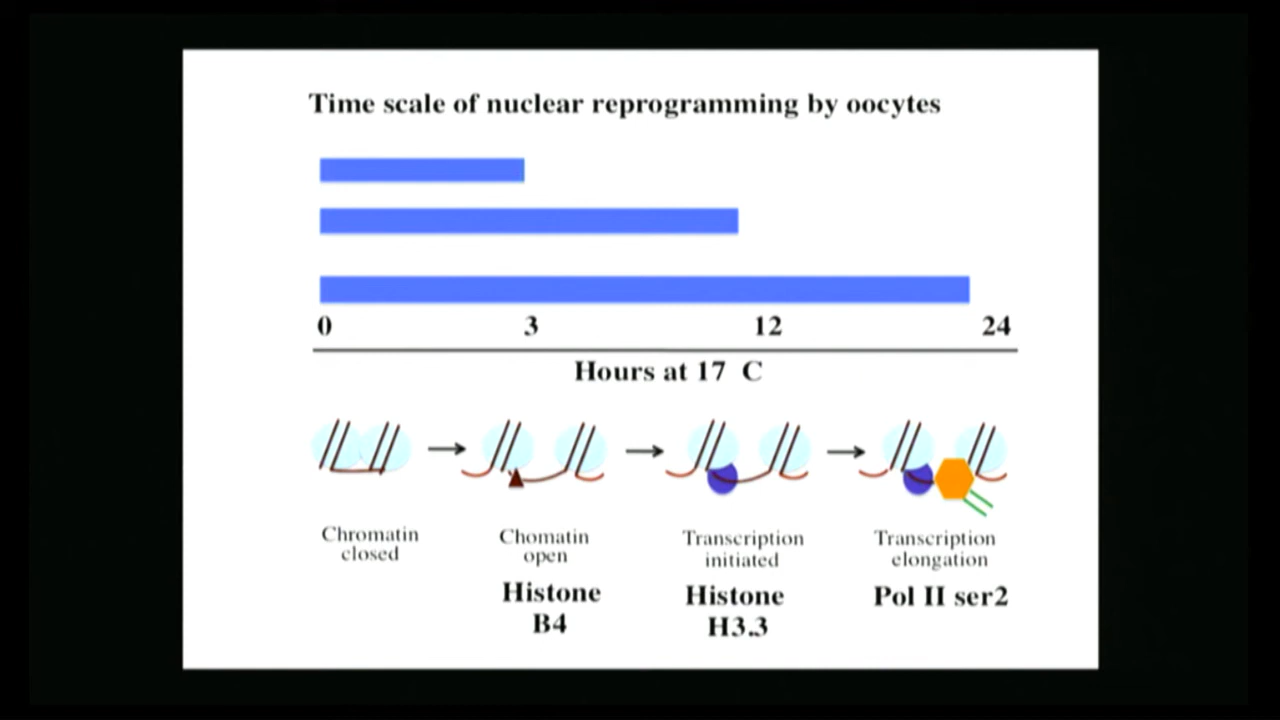 Time scale of nuclear reprogramming by oocytes
0 3 12 24
Hours at 17 C
Chromatin
closed
Chomatin
open
Histone
B4
Transcription
initiated
Histone
H3.3
Transcription
elongation
Pol II ser2